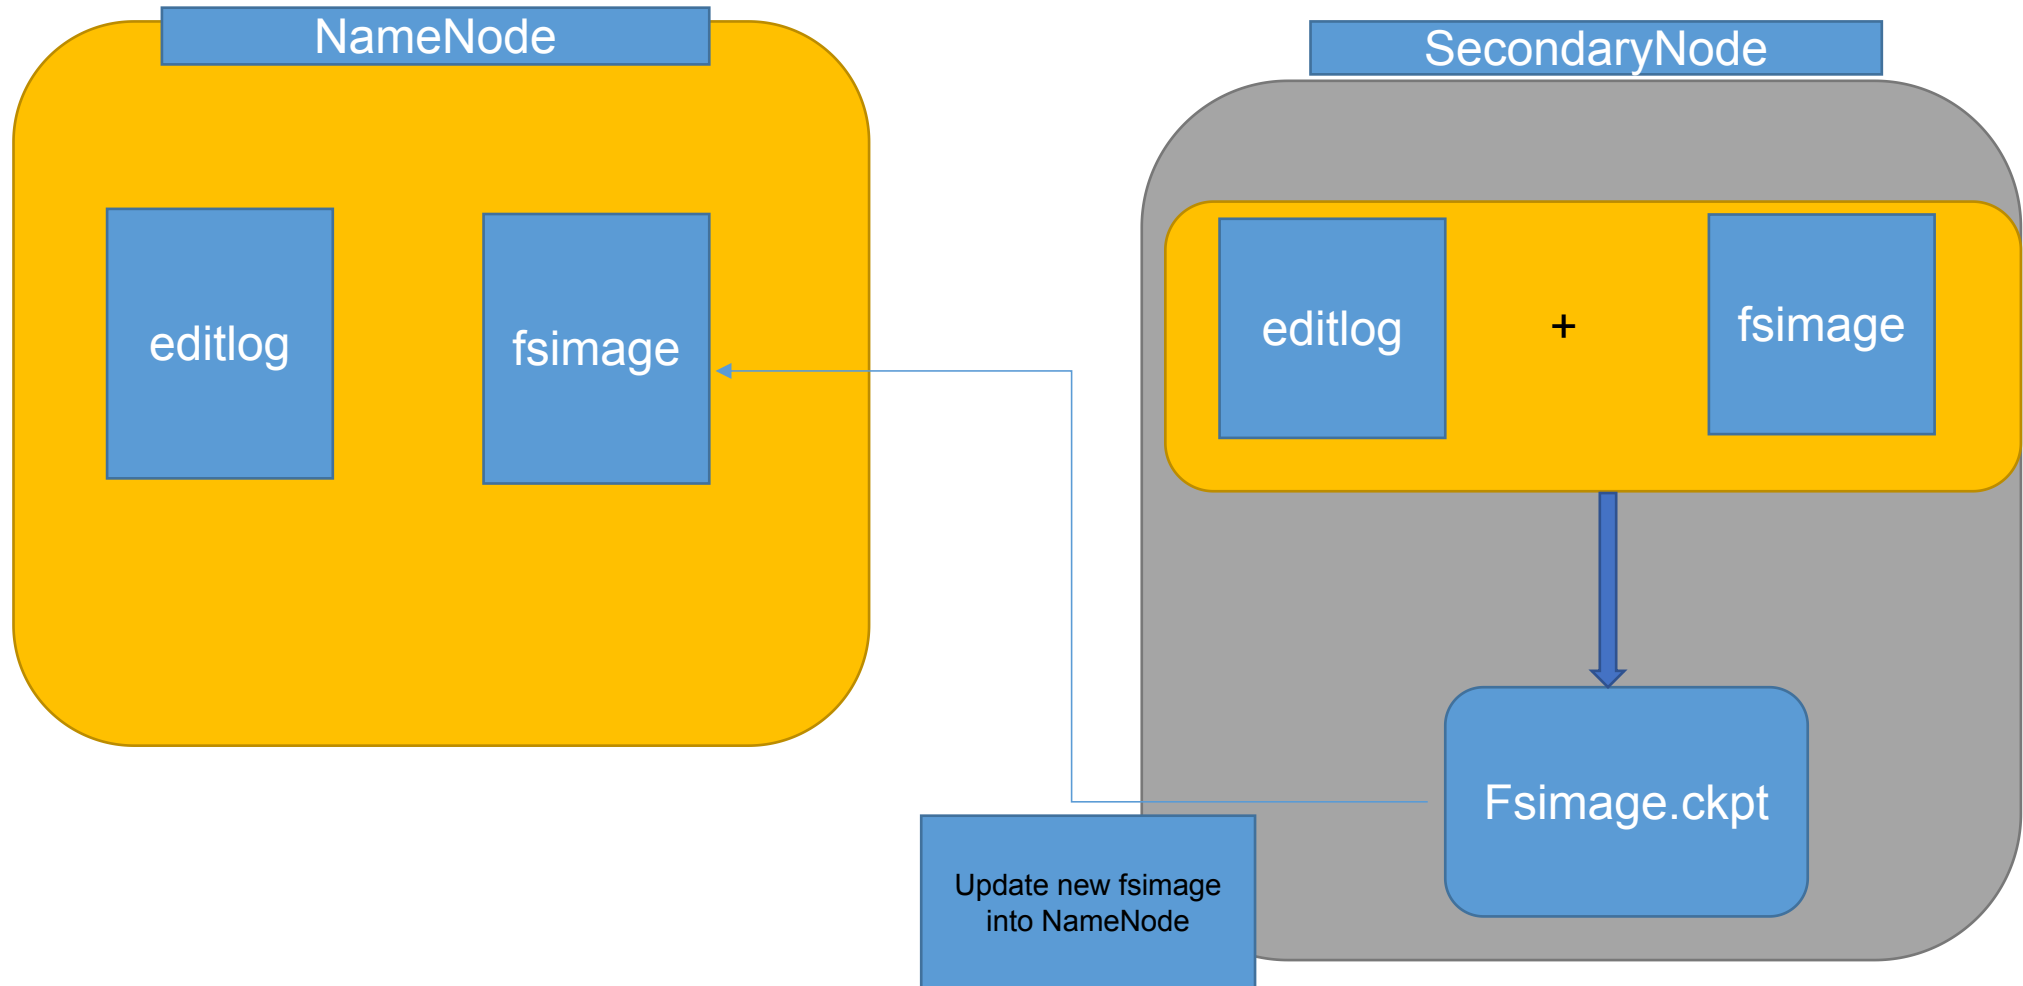 NameNode
SecondaryNode
editlog
fsimage
editlog
+
fsimage
Fsimage.ckpt
Update new fsimage
into NameNode